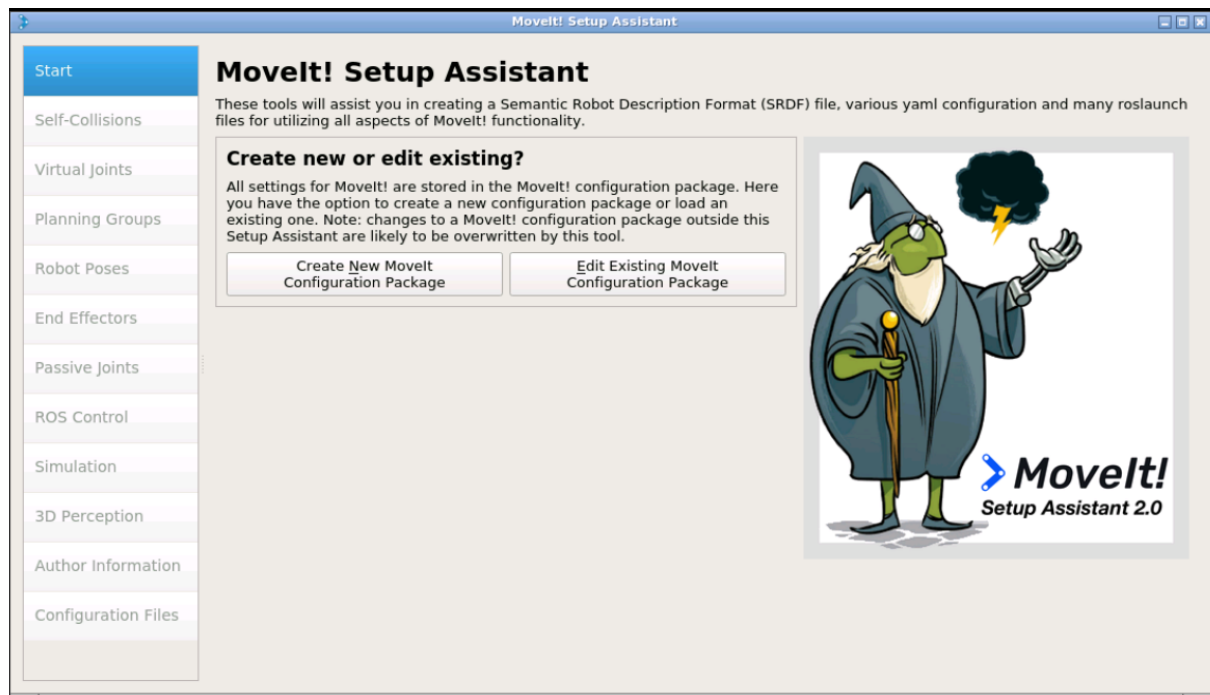 MoveIt! Setup Assistant
Start
Self-Collisions
Virtual Joints
Planning Groups
Robot Poses
End Effectors
Passive Joints
ROS Control
Simulation
3D Perception
Author Information
Configuration Files
MoveIt! Setup Assistant
These tools will assist you in creating a Semantic Robot Description Format (SRDF) file, various yaml configuration and many roslaunch
files for utilizing all aspects of MoveIt! functionality.
Create new or edit existing?
All settings for MoveIt! are stored in the MoveIt! configuration package. Here
you have the option to create a new configuration package or load an
existing one. Note: changes to a MoveIt! configuration package outside this
Setup Assistant are likely to be overwritten by this tool.
Create New MoveIt
Configuration Package
Edit Existing MoveIt
Configuration Package
MoveIt!
Setup Assistant 2.0